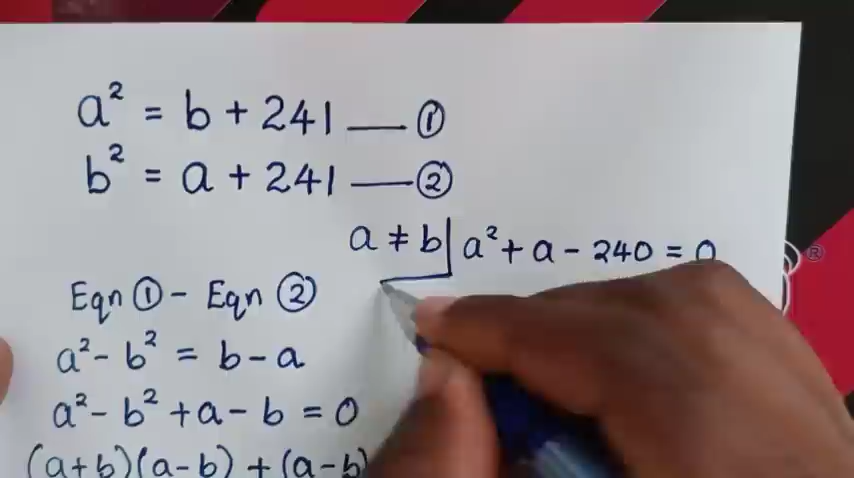 a² = b + 241 — ①
b² = a + 241 — ②
a ≠ b
a² + a - 240 = 0
Eqn ① - Eqn ②
a² - b² = b - a
a² - b² + a - b = 0
(a+b)(a-b) + (a-b)
®